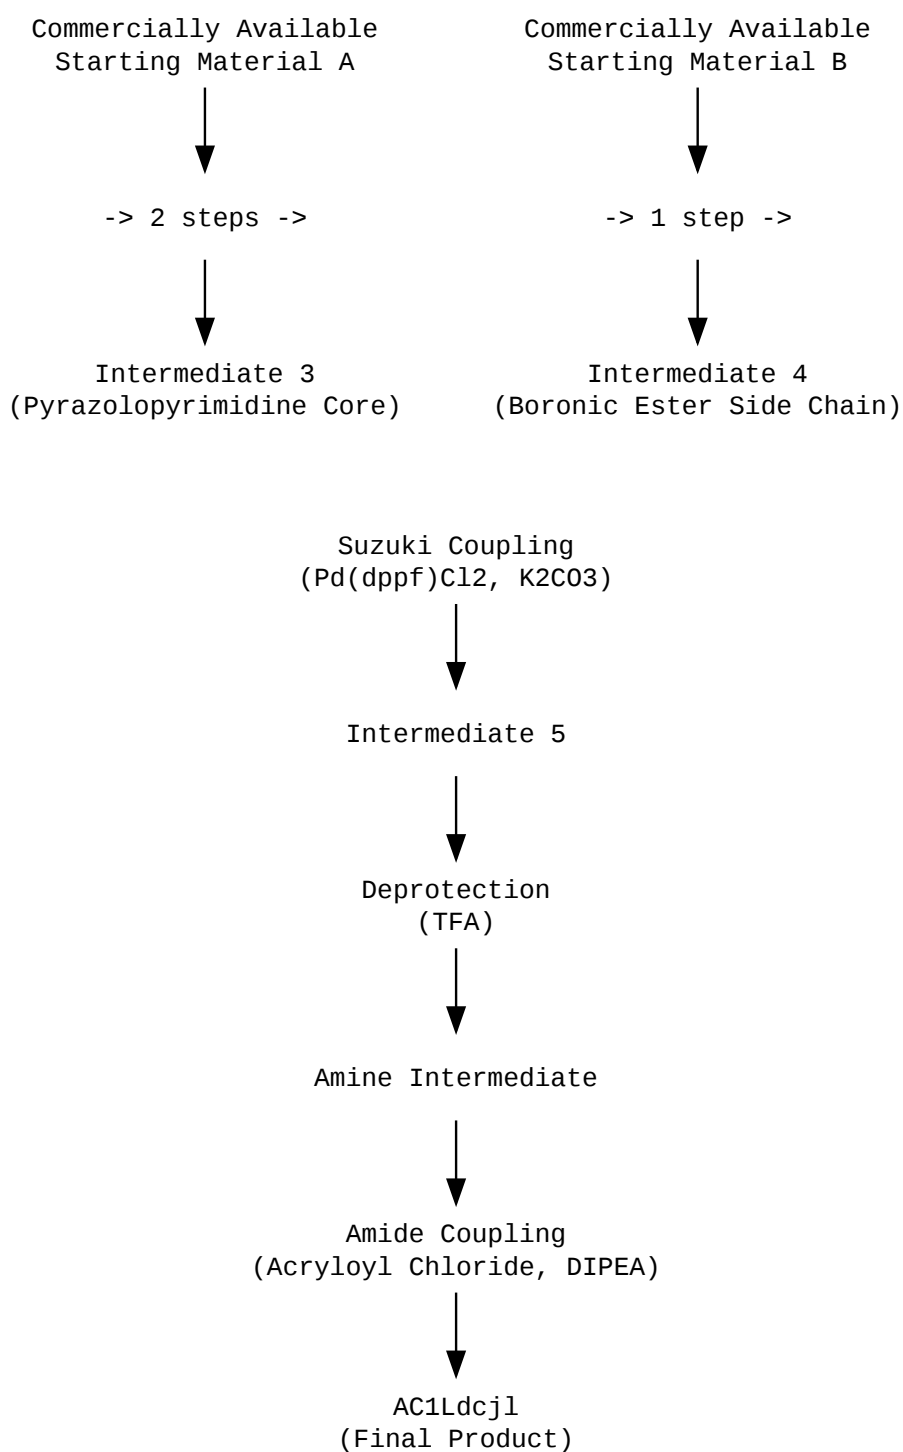 Commercially Available
Starting Material A
-> 2 steps ->
Intermediate 3
(Pyrazolopyrimidine Core)
Commercially Available
Starting Material B
-> 1 step ->
Intermediate 4
(Boronic Ester Side Chain)
Suzuki Coupling
(Pd(dppf)Cl2, K2CO3)
Intermediate 5
Deprotection
(TFA)
Amine Intermediate
Amide Coupling
(Acryloyl Chloride, DIPEA)
AC1Ldcjl
(Final Product)